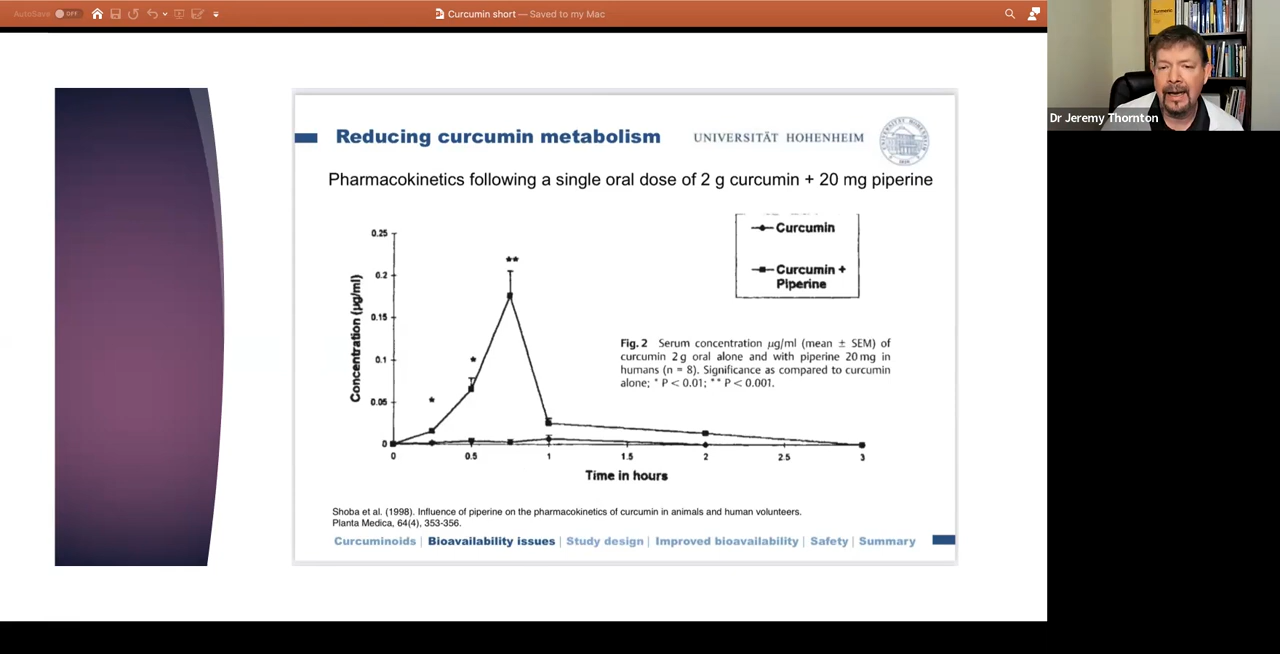 AutoSave OFF
Curcumin short — Saved to my Mac
Turmeric
Dr Jeremy Thornton
Reducing curcumin metabolism
UNIVERSITÄT HOHENHEIM
Pharmacokinetics following a single oral dose of 2 g curcumin + 20 mg piperine
Curcumin
Curcumin +
Piperine
Concentration (µg/ml)
0.25
0.2
0.15
0.1
0.05
0
**
*
*
0 0.5 1 1.5 2 2.5 3
Time in hours
Fig. 2 Serum concentration µg/ml (mean ± SEM) of
curcumin 2 g oral alone and with piperine 20 mg in
humans (n = 8). Significance as compared to curcumin
alone; * P < 0.01; ** P < 0.001.
Shoba et al. (1998). Influence of piperine on the pharmacokinetics of curcumin in animals and human volunteers.
Planta Medica, 64(4), 353-356.
Curcuminoids | Bioavailability issues | Study design | Improved bioavailability | Safety | Summary